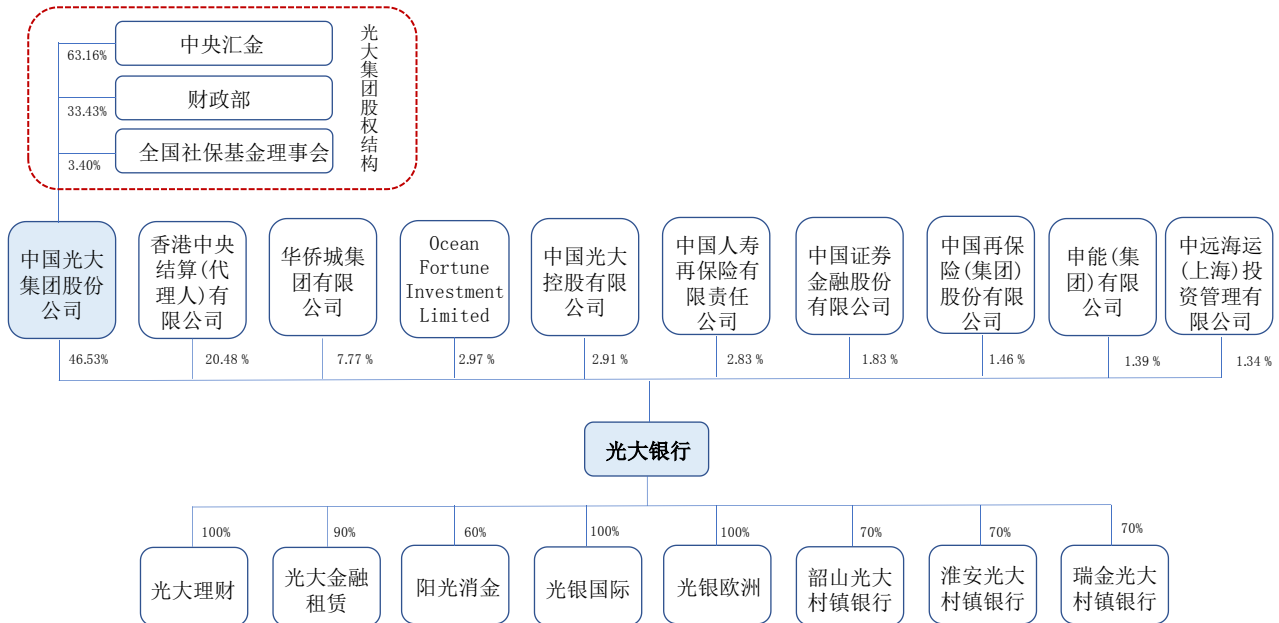 中央汇金
63.16%
财政部
33.43%
全国社保基金理事会
3.40%
光大集团股权结构
中国光大
集团股份
公司
46.53%
香港中央
结算(代
理人)有
限公司
20.48 %
华侨城集
团有限
公司
7.77 %
Ocean
Fortune
Investment
Limited
2.97 %
中国光大
控股有限
公司
2.91 %
中国人寿
再保险有
限责任
公司
2.83 %
中国证券
金融股份
有限公司
1.83 %
中国再保
险(集团)
股份有限
公司
1.46 %
申能(集
团)有限
公司
1.39 %
中远海运
(上海)投
资管理有
限公司
1.34 %
光大银行
100%
光大理财
90%
光大金融
租赁
60%
阳光消金
100%
光银国际
100%
光银欧洲
70%
韶山光大
村镇银行
70%
淮安光大
村镇银行
70%
瑞金光大
村镇银行